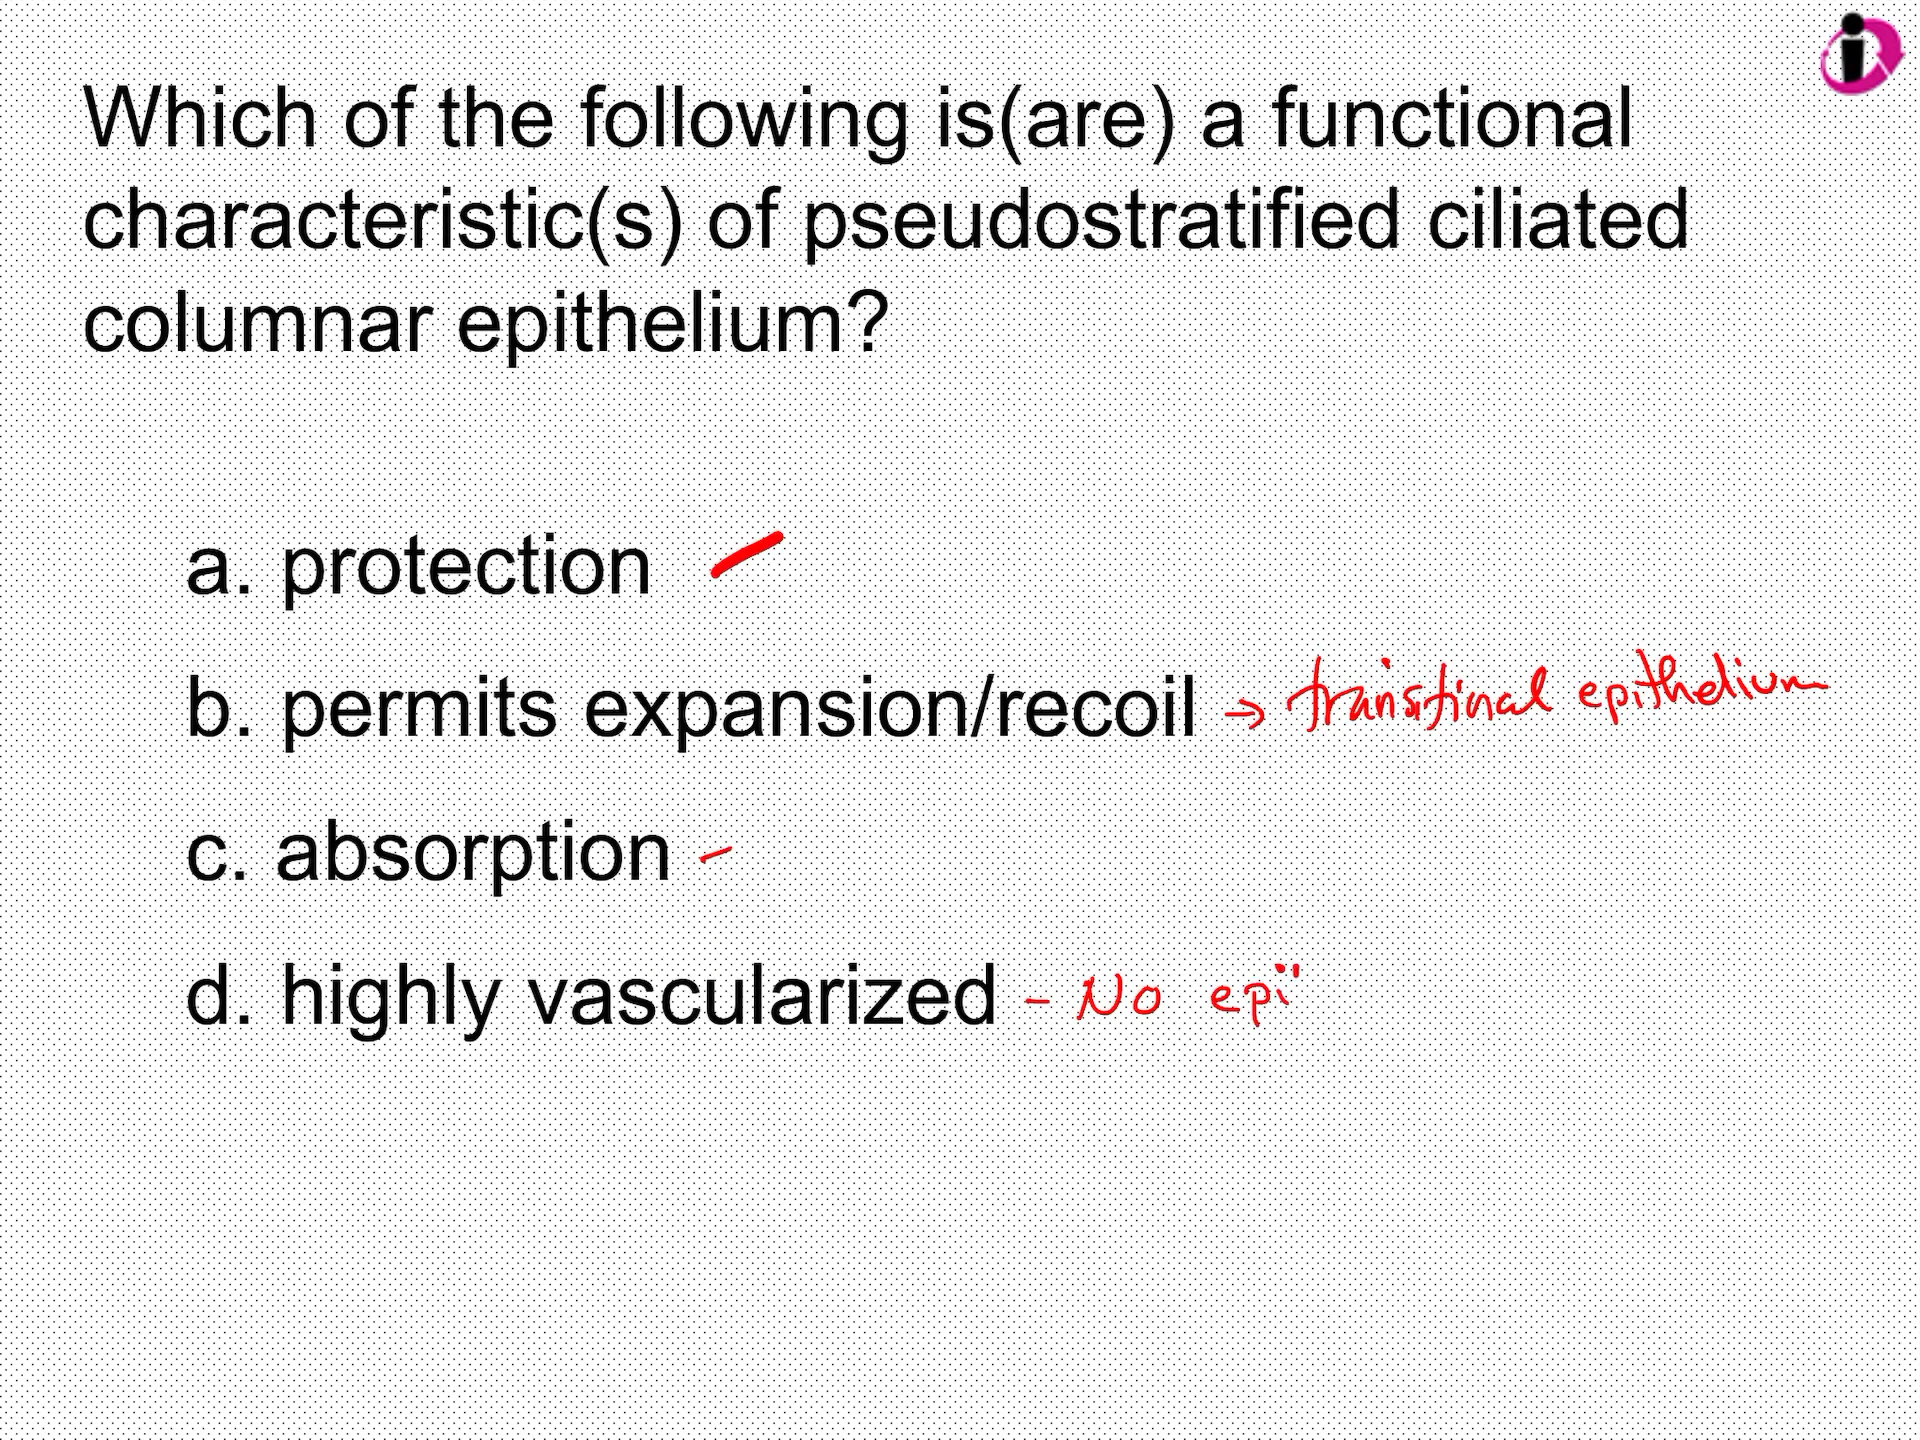 Which of the following is(are) a functional
characteristic(s) of pseudostratified ciliated
columnar epithelium?
a. protection
b. permits expansion/recoil → transitinal epithelium
c. absorption -
d. highly vascularized - No epi"